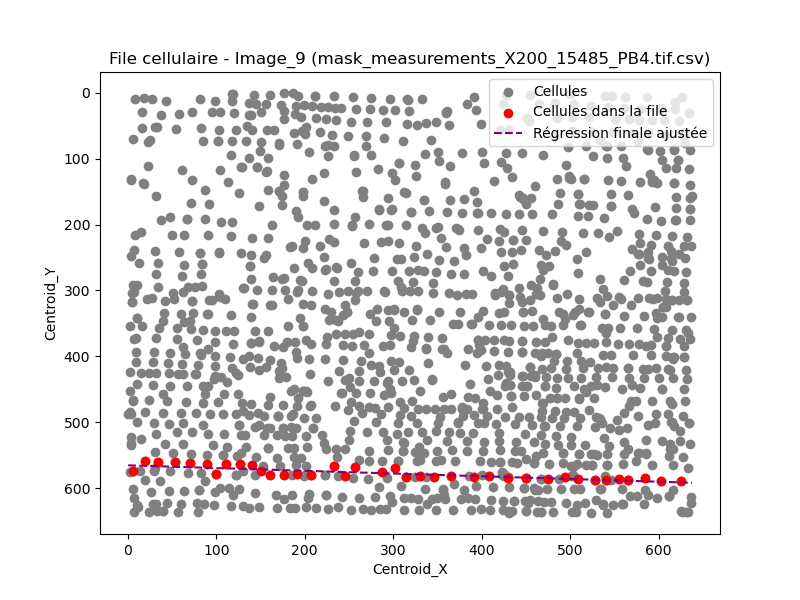 File cellulaire - Image_9 (mask_measurements_X200_15485_PB4.tif.csv)
Cellules
Cellules dans la file
Régression finale ajustée
0
100
200
300
400
500
600
Centroid_Y
0 100 200 300 400 500 600
Centroid_X